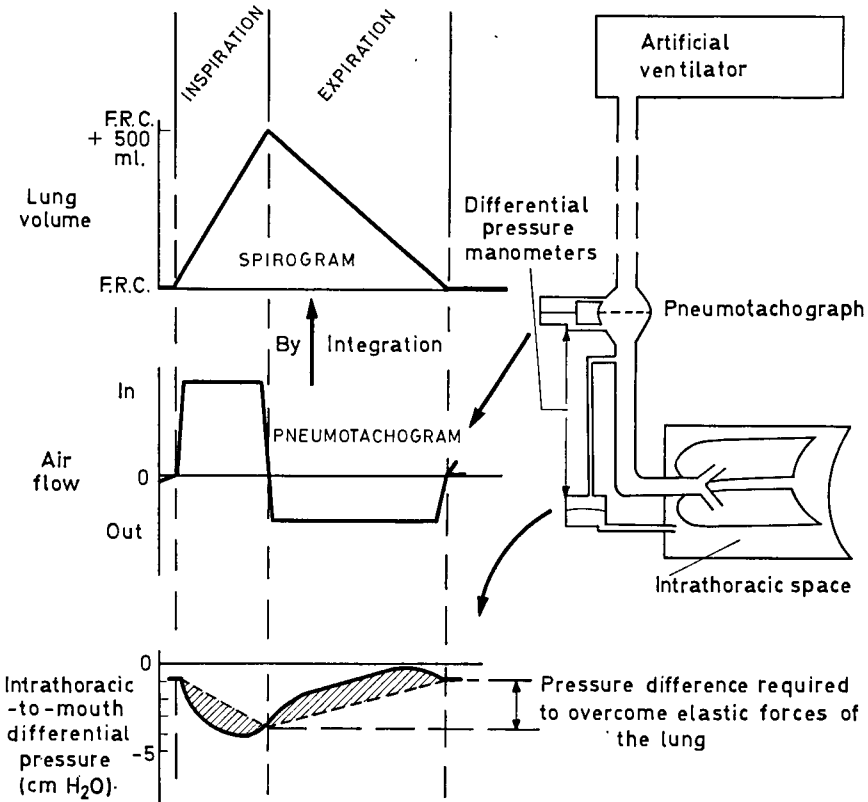 INSPIRATION
EXPIRATION
F.R.C.
+ 500
ml.
Lung
volume
SPIROGRAM
F.R.C.
By Integration
In
PNEUMOTACHOGRAM
Air
flow
0
Out
0
Intrathoracic
-to-mouth
differential
pressure
(cm H₂O).
-5
Pressure difference required
to overcome elastic forces of
the lung
Artificial
ventilator
Differential
pressure
manometers
Pneumotachograph
Intrathoracic space